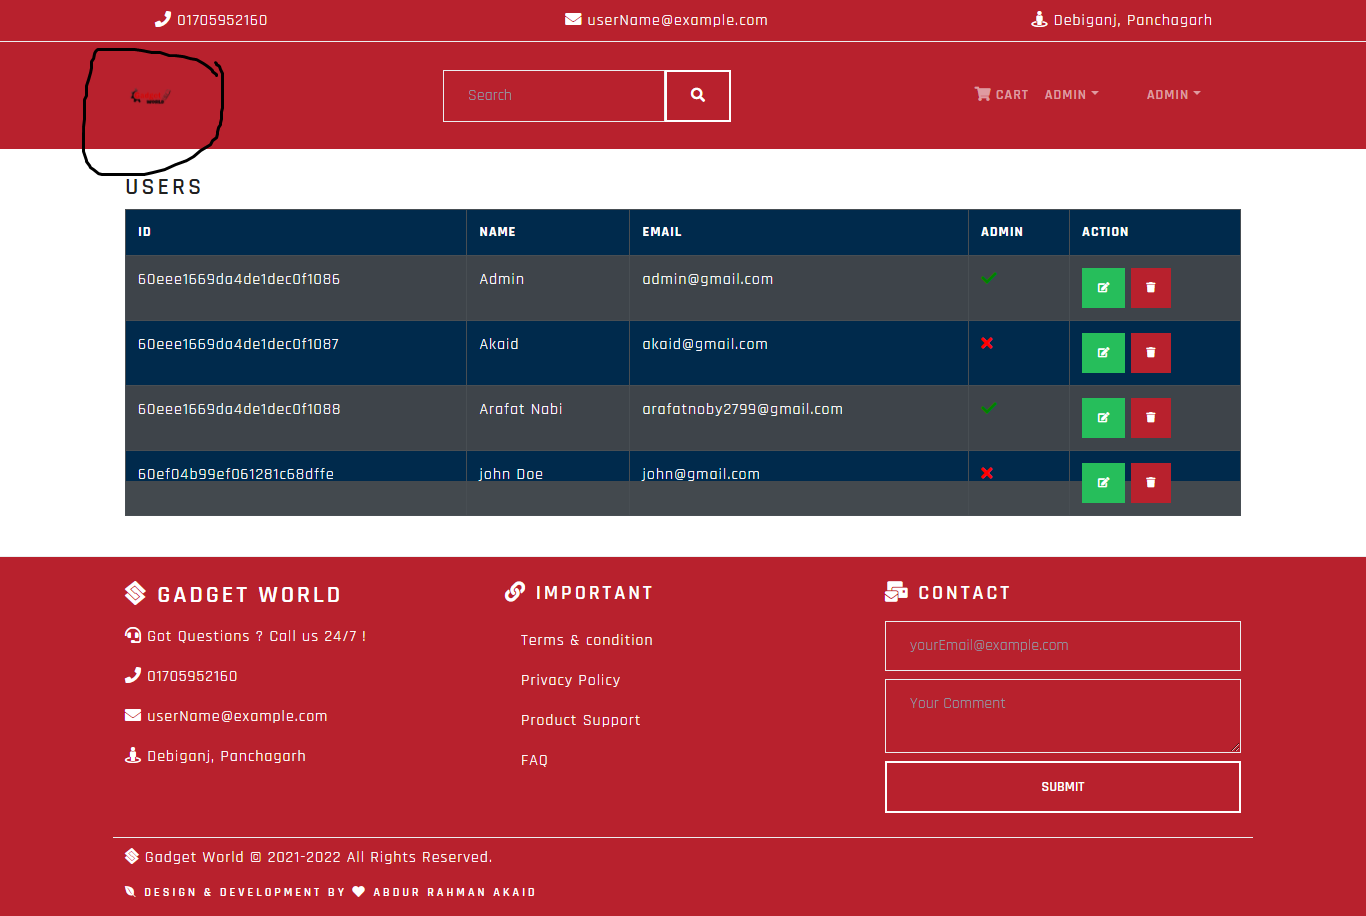 01705952160 userName@example.com Debiganj, Panchagarh
WORLD Search CART ADMIN ADMIN
USERS
ID NAME EMAIL ADMIN ACTION
60eee1669da4de1dec0f1086 Admin admin@gmail.com
60eee1669da4de1dec0f1087 Akaid akaid@gmail.com
60eee1669da4de1dec0f1088 Arafat Nabi arafatnoby2799@gmail.com
60ef04b99ef061281c68dffe john Doe john@gmail.com
GADGET WORLD
Got Questions ? Call us 24/7 !
01705952160
userName@example.com
Debiganj, Panchagarh
IMPORTANT
Terms & condition
Privacy Policy
Product Support
FAQ
CONTACT
yourEmail@example.com
Your Comment
SUBMIT
Gadget World © 2021-2022 All Rights Reserved.
DESIGN & DEVELOPMENT BY ABDUR RAHMAN AKAID